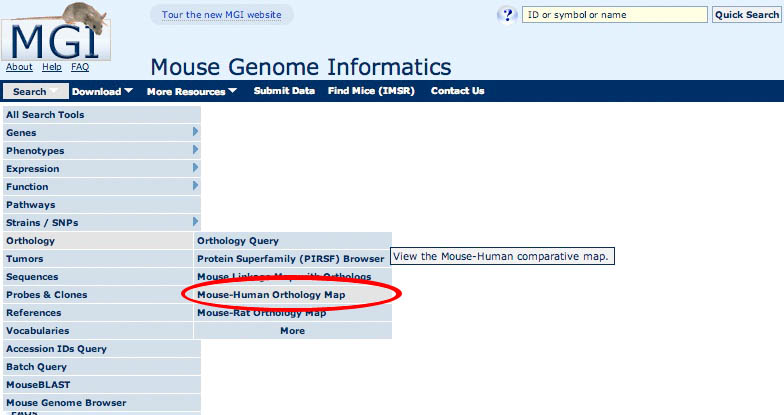 Tour the new MGI website
? ID or symbol or name Quick Search
MGI
About Help FAQ
Mouse Genome Informatics
Search Download More Resources Submit Data Find Mice (IMSR) Contact Us
All Search Tools
Genes
Phenotypes
Expression
Function
Pathways
Strains / SNPs
Orthology
Orthology Query
Tumors
Protein Superfamily (PIRSF) Browser
View the Mouse-Human comparative map.
Sequences
Mouse Linkage Map with Orthologs
Probes & Clones
Mouse-Human Orthology Map
References
Mouse-Rat Orthology Map
Vocabularies
More
Accession IDs Query
Batch Query
MouseBLAST
Mouse Genome Browser
FAQs